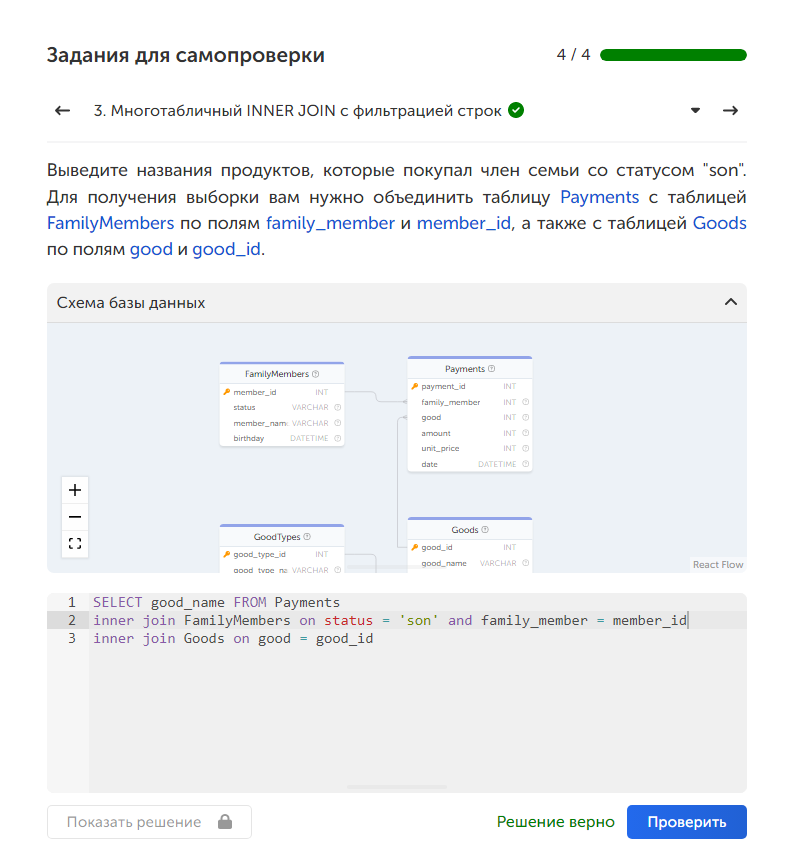 Задания для самопроверки
4 / 4
3. Многотабличный INNER JOIN с фильтрацией строк
Выведите названия продуктов, которые покупал член семьи со статусом "son".
Для получения выборки вам нужно объединить таблицу Payments с таблицей
FamilyMembers по полям family_member и member_id, а также с таблицей Goods
по полям good и good_id.
Схема базы данных
FamilyMembers
member_id INT
status VARCHAR
member_nam VARCHAR
birthday DATETIME
Payments
payment_id INT
family_member INT
good INT
amount INT
unit_price INT
date DATETIME
GoodTypes
good_type_id INT
good_type_na VARCHAR
Goods
good_id INT
good_name VARCHAR
React Flow
1 SELECT good_name FROM Payments
2 inner join FamilyMembers on status = 'son' and family_member = member_id
3 inner join Goods on good = good_id
Показать решение
Решение верно
Проверить